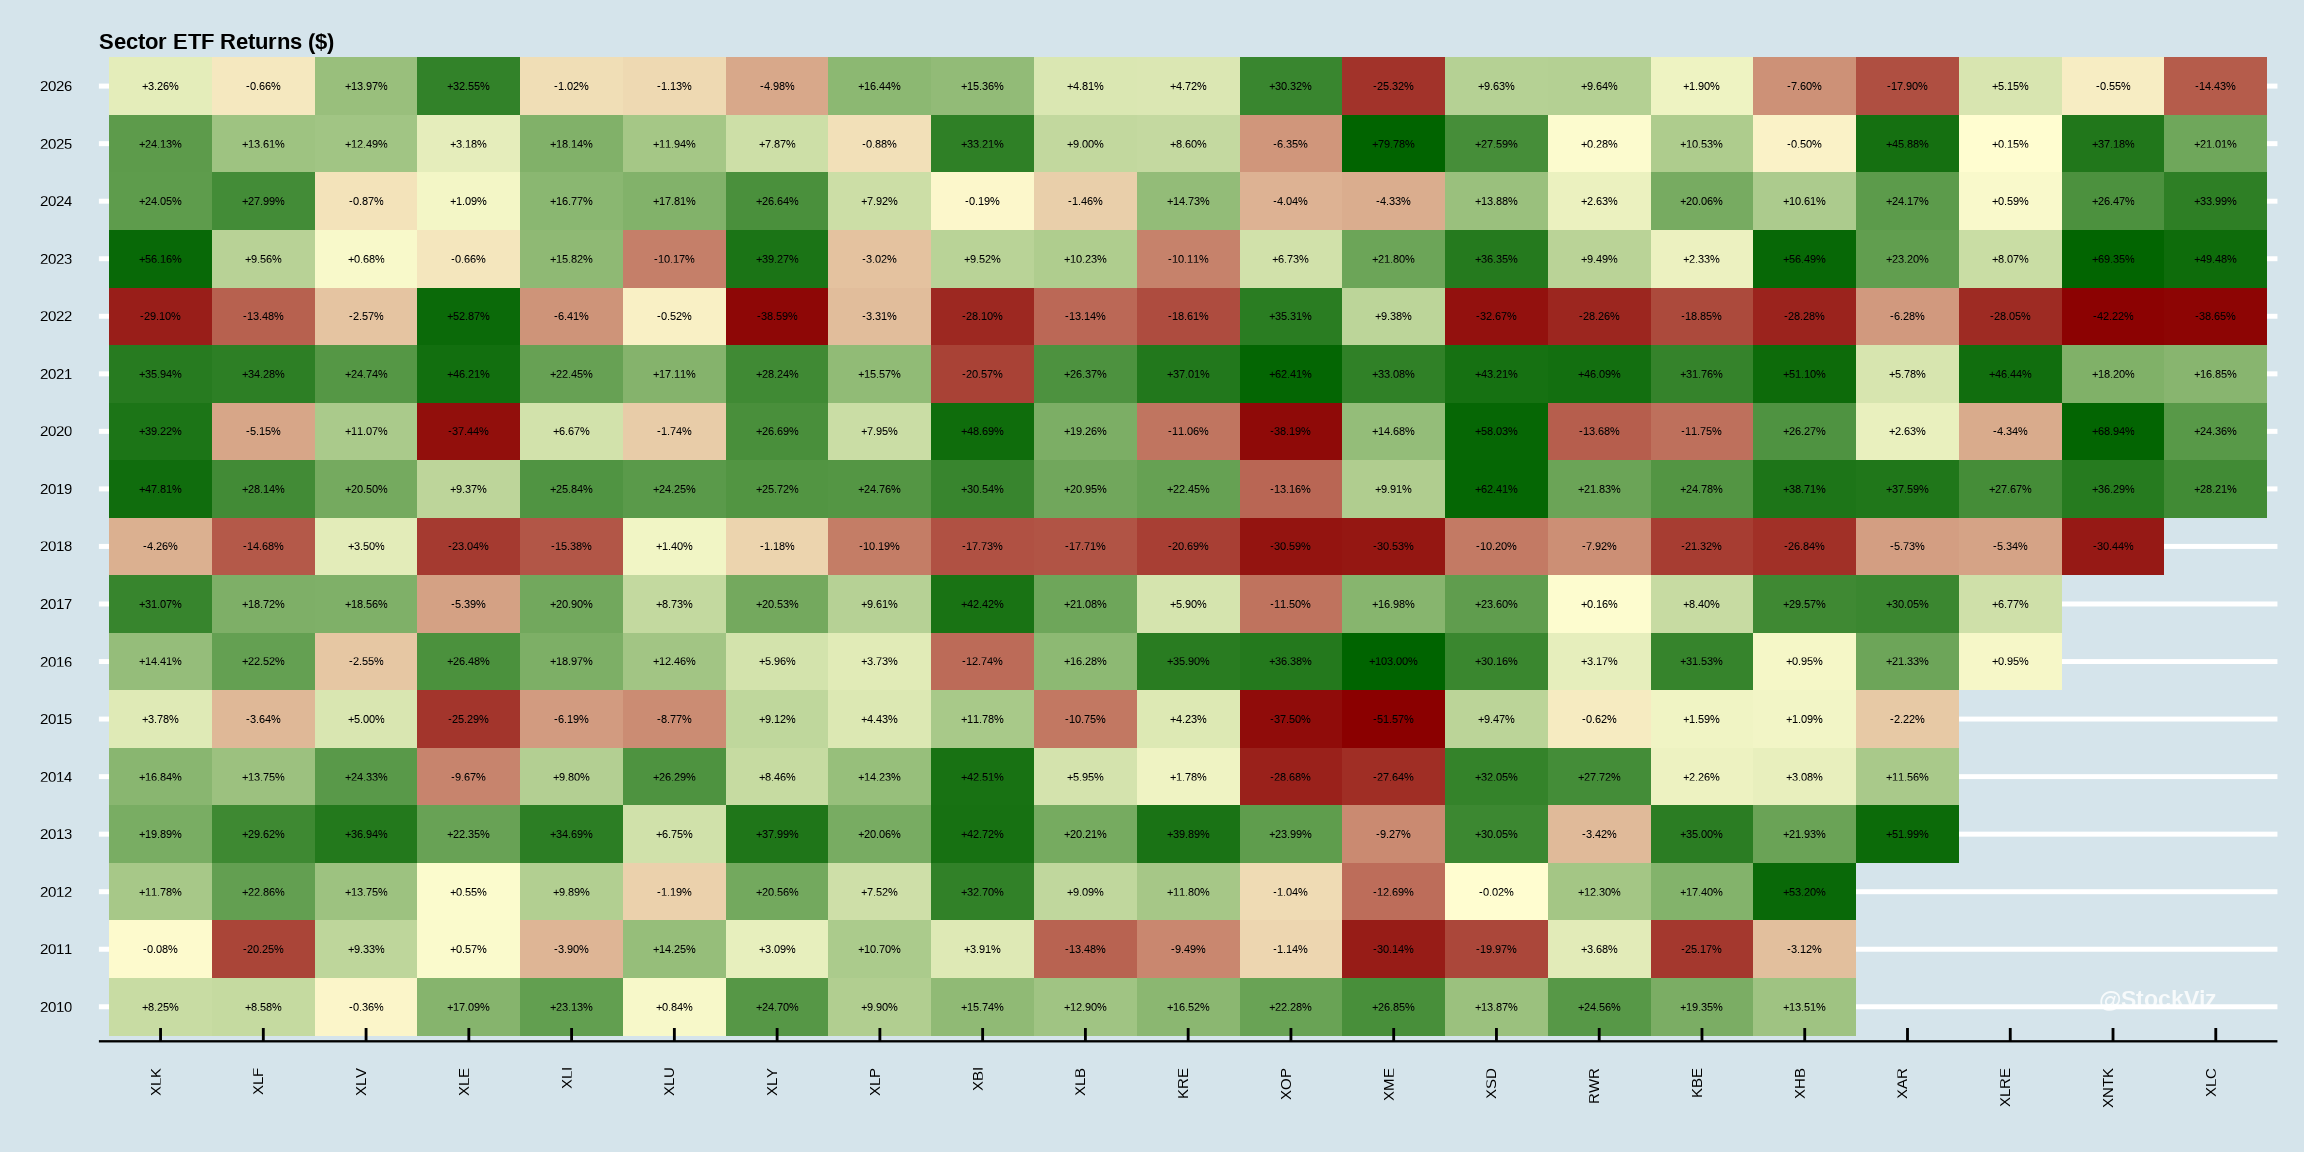 Sector ETF Returns ($)
2026 +3.26% -0.66% +13.97% +32.55% -1.02% -1.13% -4.98% +16.44% +15.36% +4.81% +4.72% +30.32% -25.32% +9.63% +9.64% +1.90% -7.60% -17.90% +5.15% -0.55% -14.43%
2025 +24.13% +13.61% +12.49% +3.18% +18.14% +11.94% +7.87% -0.88% +33.21% +9.00% +8.60% -6.35% +79.78% +27.59% +0.28% +10.53% -0.50% +45.88% +0.15% +37.18% +21.01%
2024 +24.05% +27.99% -0.87% +1.09% +16.77% +17.81% +26.64% +7.92% -0.19% -1.46% +14.73% -4.04% -4.33% +13.88% +2.63% +20.06% +10.61% +24.17% +0.59% +26.47% +33.99%
2023 +56.16% +9.56% +0.68% -0.66% +15.82% -10.17% +39.27% -3.02% +9.52% +10.23% -10.11% +6.73% +21.80% +36.35% +9.49% +2.33% +56.49% +23.20% +8.07% +69.35% +49.48%
2022 -29.10% -13.48% -2.57% +52.87% -6.41% -0.52% -38.59% -3.31% -28.10% -13.14% -18.61% +35.31% +9.38% -32.67% -28.26% -18.85% -28.28% -6.28% -28.05% -42.22% -38.65%
2021 +35.94% +34.28% +24.74% +46.21% +22.45% +17.11% +28.24% +15.57% -20.57% +26.37% +37.01% +62.41% +33.08% +43.21% +46.09% +31.76% +51.10% +5.78% +46.44% +18.20% +16.85%
2020 +39.22% -5.15% +11.07% -37.44% +6.67% -1.74% +26.69% +7.95% +48.69% +19.26% -11.06% -38.19% +14.68% +58.03% -13.68% -11.75% +26.27% +2.63% -4.34% +68.94% +24.36%
2019 +47.81% +28.14% +20.50% +9.37% +25.84% +24.25% +25.72% +24.76% +30.54% +20.95% +22.45% -13.16% +9.91% +62.41% +21.83% +24.78% +38.71% +37.59% +27.67% +36.29% +28.21%
2018 -4.26% -14.68% +3.50% -23.04% -15.38% +1.40% -1.18% -10.19% -17.73% -17.71% -20.69% -30.59% -30.53% -10.20% -7.92% -21.32% -26.84% -5.73% -5.34% -30.44%
2017 +31.07% +18.72% +18.56% -5.39% +20.90% +8.73% +20.53% +9.61% +42.42% +21.08% +5.90% -11.50% +16.98% +23.60% +0.16% +8.40% +29.57% +30.05% +6.77%
2016 +14.41% +22.52% -2.55% +26.48% +18.97% +12.46% +5.96% +3.73% -12.74% +16.28% +35.90% +36.38% +103.00% +30.16% +3.17% +31.53% +0.95% +21.33% +0.95%
2015 +3.78% -3.64% +5.00% -25.29% -6.19% -8.77% +9.12% +4.43% +11.78% -10.75% +4.23% -37.50% -51.57% +9.47% -0.62% +1.59% +1.09% -2.22%
2014 +16.84% +13.75% +24.33% -9.67% +9.80% +26.29% +8.46% +14.23% +42.51% +5.95% +1.78% -28.68% -27.64% +32.05% +27.72% +2.26% +3.08% +11.56%
2013 +19.89% +29.62% +36.94% +22.35% +34.69% +6.75% +37.99% +20.06% +42.72% +20.21% +39.89% +23.99% -9.27% +30.05% -3.42% +35.00% +21.93% +51.99%
2012 +11.78% +22.86% +13.75% +0.55% +9.89% -1.19% +20.56% +7.52% +32.70% +9.09% +11.80% -1.04% -12.69% -0.02% +12.30% +17.40% +53.20%
2011 -0.08% -20.25% +9.33% +0.57% -3.90% +14.25% +3.09% +10.70% +3.91% -13.48% -9.49% -1.14% -30.14% -19.97% +3.68% -25.17% -3.12%
2010 +8.25% +8.58% -0.36% +17.09% +23.13% +0.84% +24.70% +9.90% +15.74% +12.90% +16.52% +22.28% +26.85% +13.87% +24.56% +19.35% +13.51%
@StockViz
XLK XLF XLV XLE XLI XLU XLY XLP XBI XLB KRE XOP XME XSD RWR KBE XHB XAR XLRE XNTK XLC